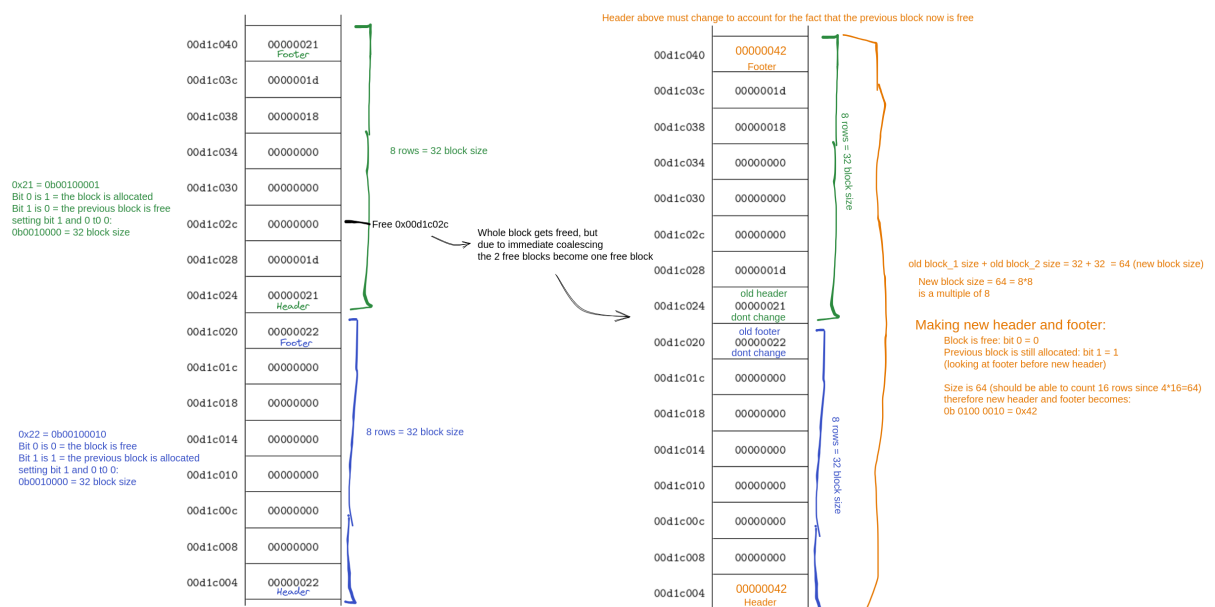 Header above must change to account for the fact that the previous block now is free
00d1c040 00000021
Footer
00d1c03c 0000001d
00d1c038 00000018
00d1c034 00000000
00d1c030 00000000
00d1c02c 00000000
00d1c028 0000001d
00d1c024 00000021
Header
00d1c020 00000022
Footer
00d1c01c 00000000
00d1c018 00000000
00d1c014 00000000
00d1c010 00000000
00d1c00c 00000000
00d1c008 00000000
00d1c004 00000022
Header
8 rows = 32 block size
8 rows = 32 block size
0x21 = 0b00100001
Bit 0 is 1 = the block is allocated
Bit 1 is 0 = the previous block is free
setting bit 1 and 0 t0 0:
0b0010000 = 32 block size
0x22 = 0b00100010
Bit 0 is 0 = the block is free
Bit 1 is 1 = the previous block is allocated
setting bit 1 and 0 t0 0:
0b0010000 = 32 block size
Free 0x00d1c02c
Whole block gets freed, but
due to immediate coalescing
the 2 free blocks become one free block
00d1c040 00000042
Footer
00d1c03c 0000001d
00d1c038 00000018
00d1c034 00000000
00d1c030 00000000
00d1c02c 00000000
00d1c028 0000001d
old header
00d1c024 00000021
dont change
old footer
00d1c020 00000022
dont change
00d1c01c 00000000
00d1c018 00000000
00d1c014 00000000
00d1c010 00000000
00d1c00c 00000000
00d1c008 00000000
00d1c004 00000042
Header
8 rows = 32 block size
8 rows = 32 block size
old block_1 size + old block_2 size = 32 + 32 = 64 (new block size)
New block size = 64 = 8*8
is a multiple of 8
Making new header and footer:
Block is free: bit 0 = 0
Previous block is still allocated: bit 1 = 1
(looking at footer before new header)
Size is 64 (should be able to count 16 rows since 4*16=64)
therefore new header and footer becomes:
0b 0100 0010 = 0x42